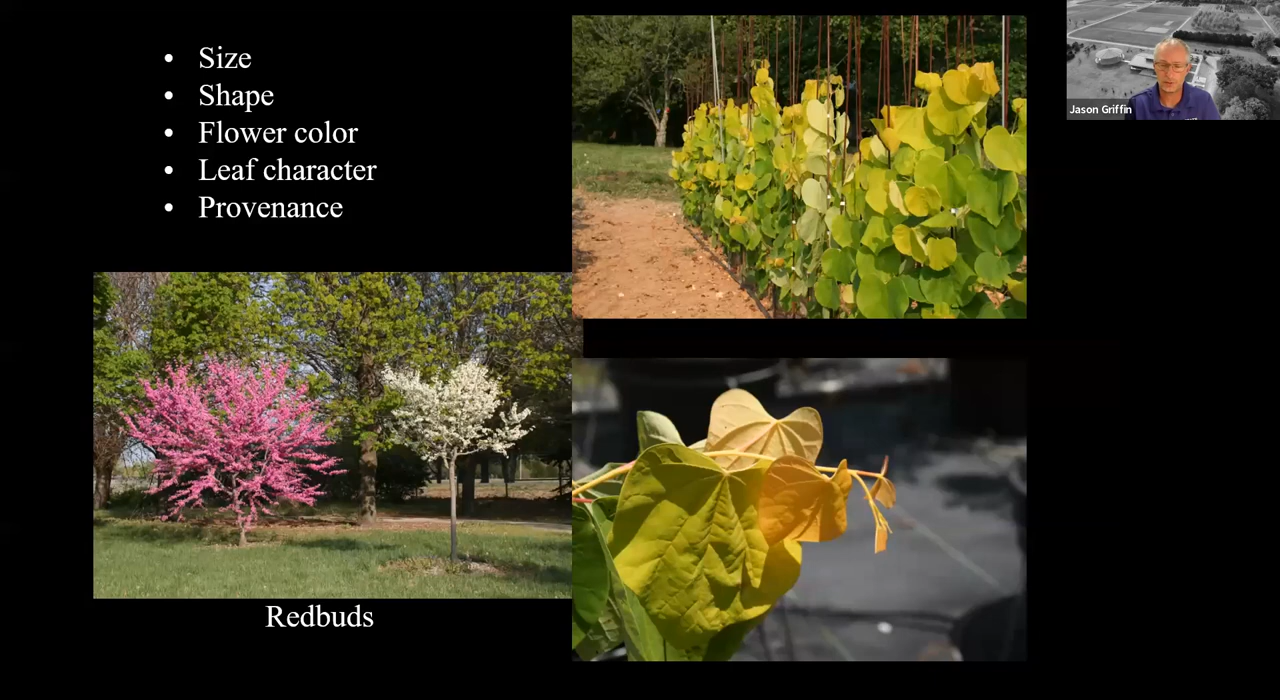 • Size
• Shape
• Flower color
• Leaf character
• Provenance
Jason Griffin
Redbuds